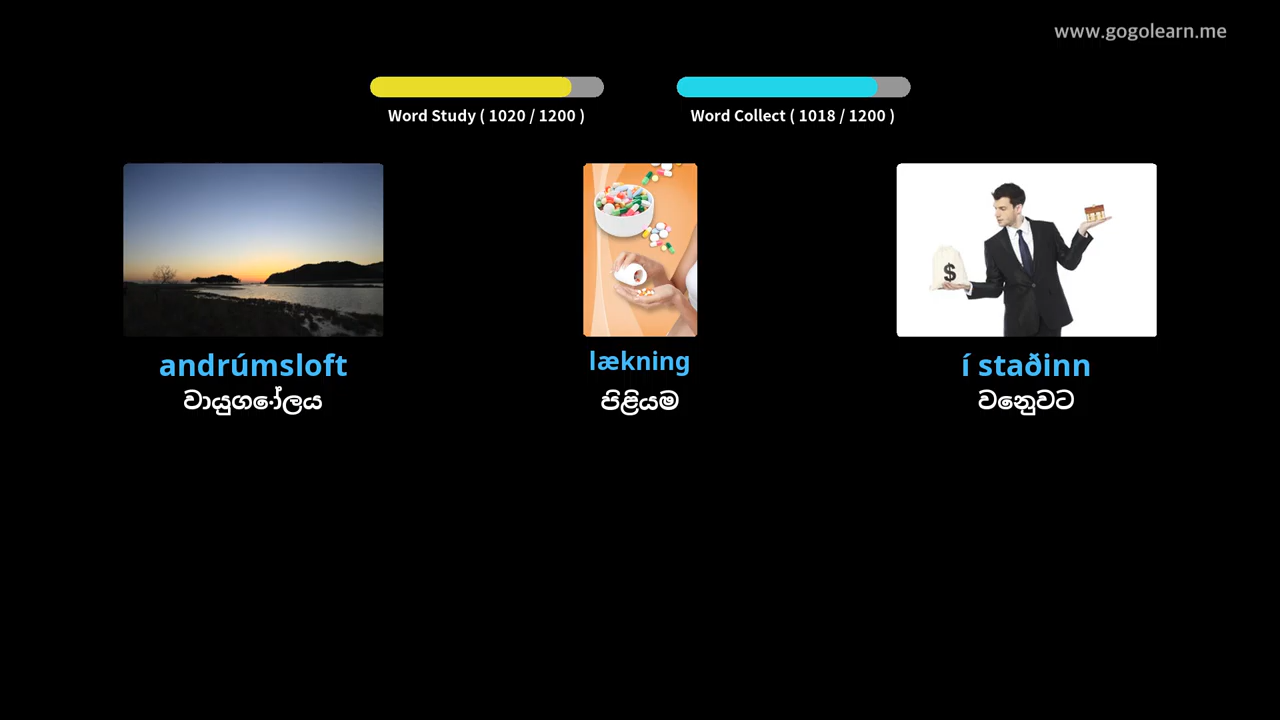 www.gogolearn.me
Word Study ( 1020 / 1200 )
Word Collect ( 1018 / 1200 )
$
andrúmsloft
lækning
í staðinn
වායුගෝලය
පිළියම
වෙනුවට